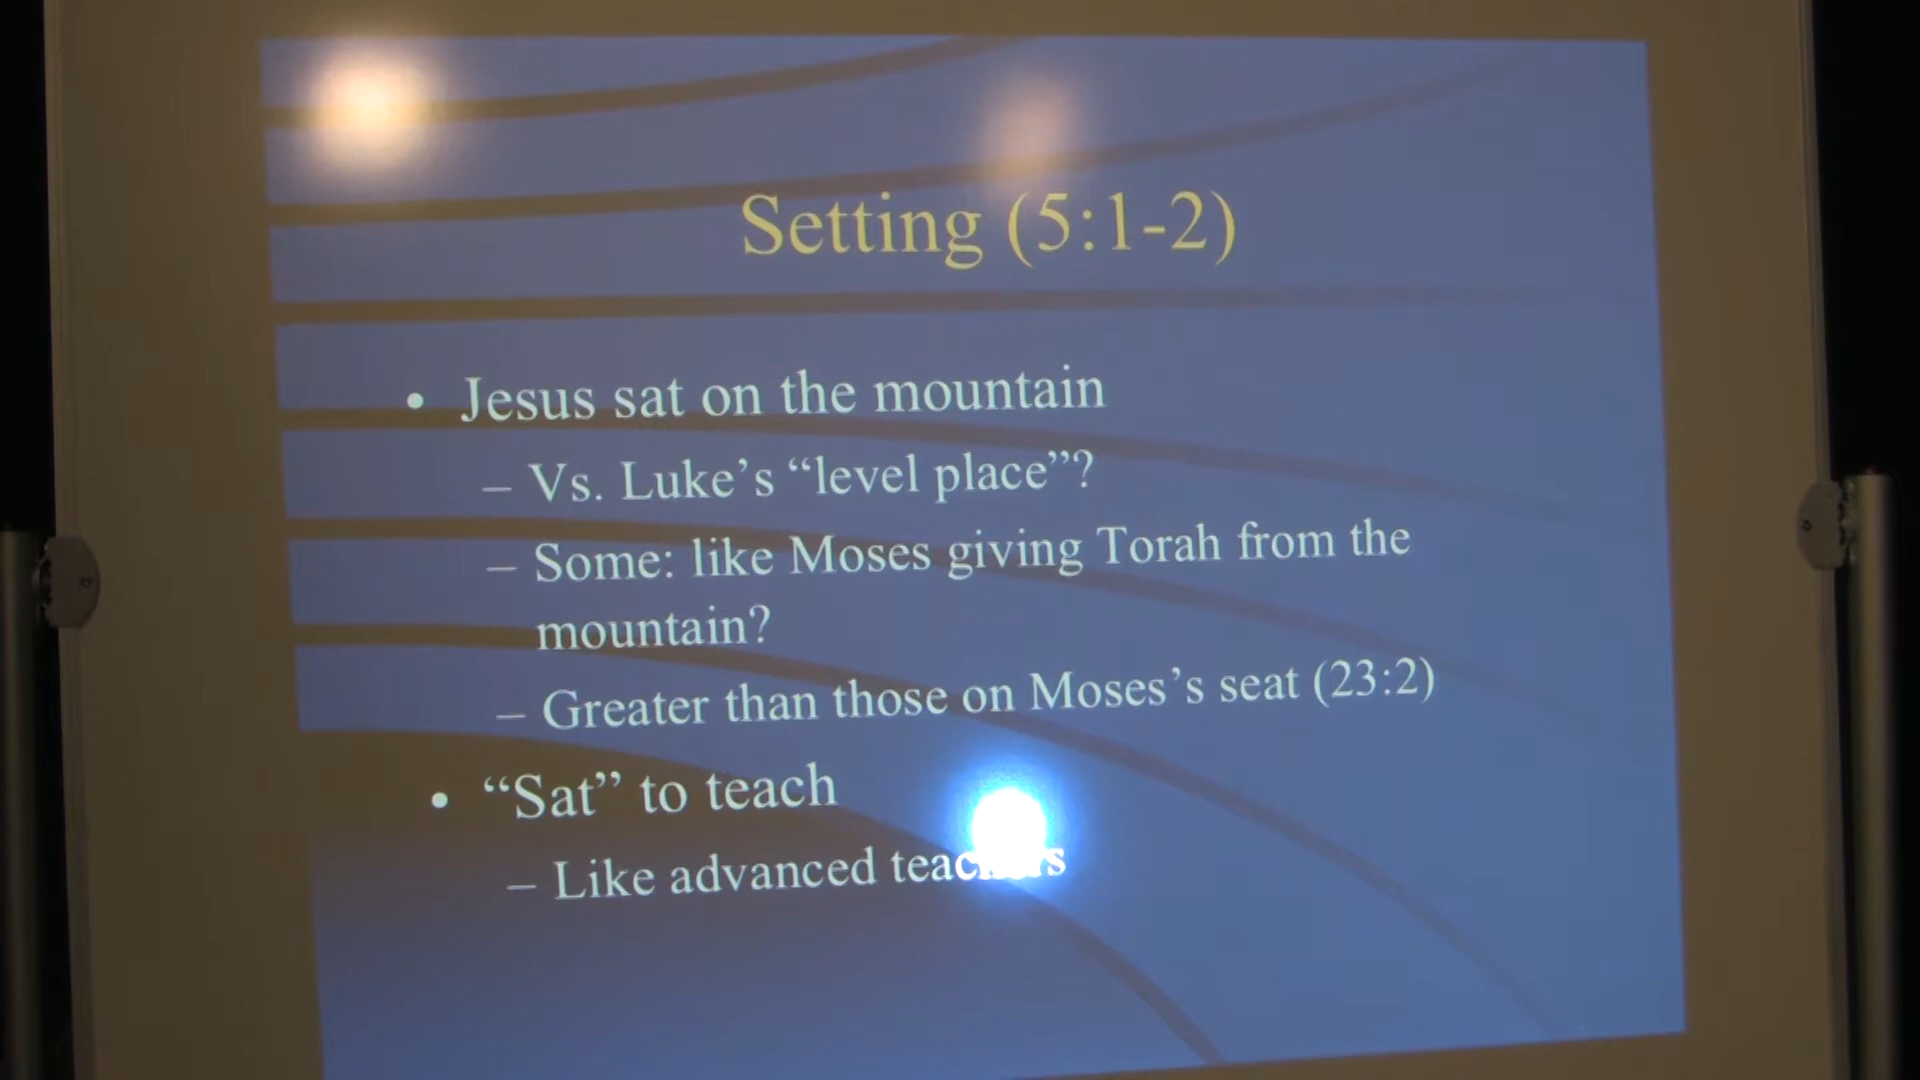 Setting (5:1-2)
• Jesus sat on the mountain
– Vs. Luke’s “level place”?
– Some: like Moses giving Torah from the
mountain?
– Greater than those on Moses’s seat (23:2)
• “Sat” to teach
– Like advanced teachers